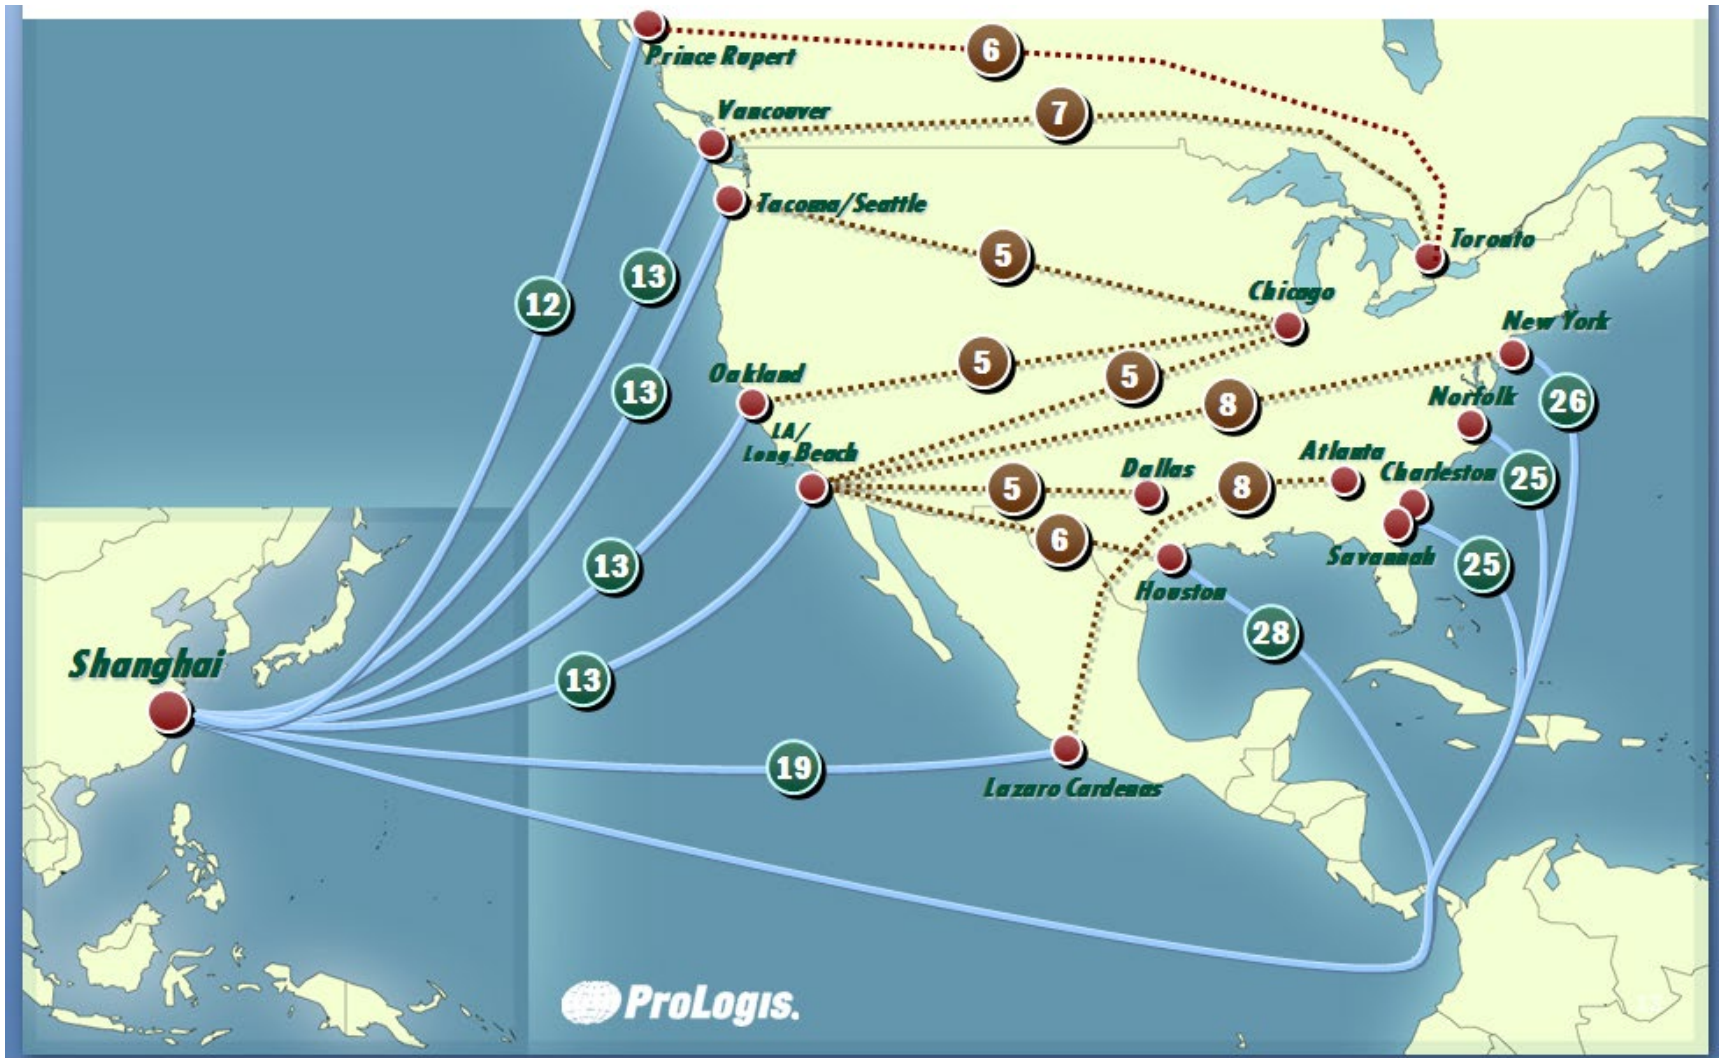 6
Prince Rupert
7
Vancouver
Tacoma/Seattle
5
Toronto
13
12
Chicago
New York
5
5
Oakland
13
8
Norfolk
26
LA/
Long Beach
Atlanta
Dallas
Charleston
5
8
25
6
Savannah
25
13
Houston
28
Shanghai
13
19
Lazaro Cardenas
ProLogis.